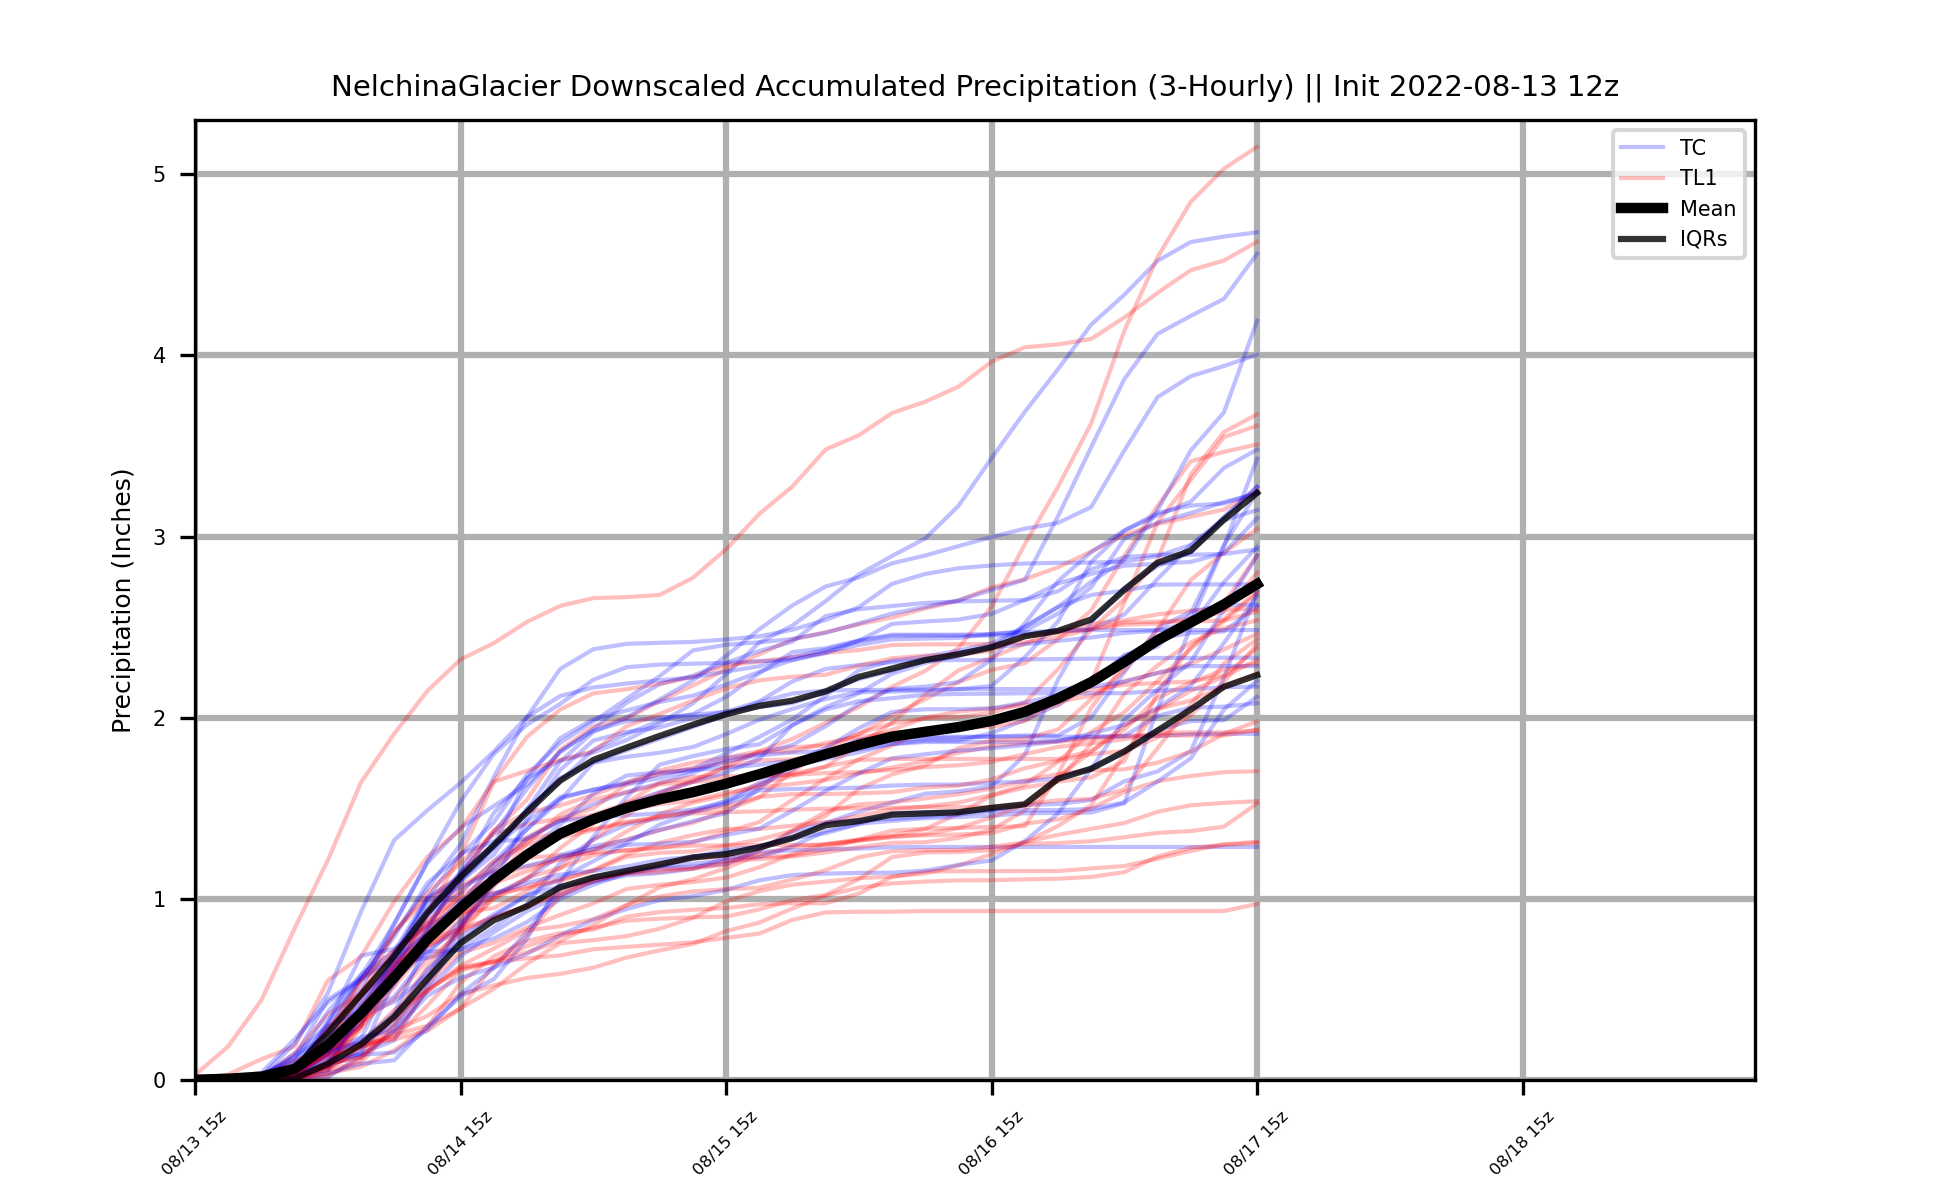 NelchinaGlacier Downscaled Accumulated Precipitation (3-Hourly) || Init 2022-08-13 12z
TC
TL1
Mean
IQRs
Precipitation (Inches)
5
4
3
2
1
0
08/13 15z
08/14 15z
08/15 15z
08/16 15z
08/17 15z
08/18 15z